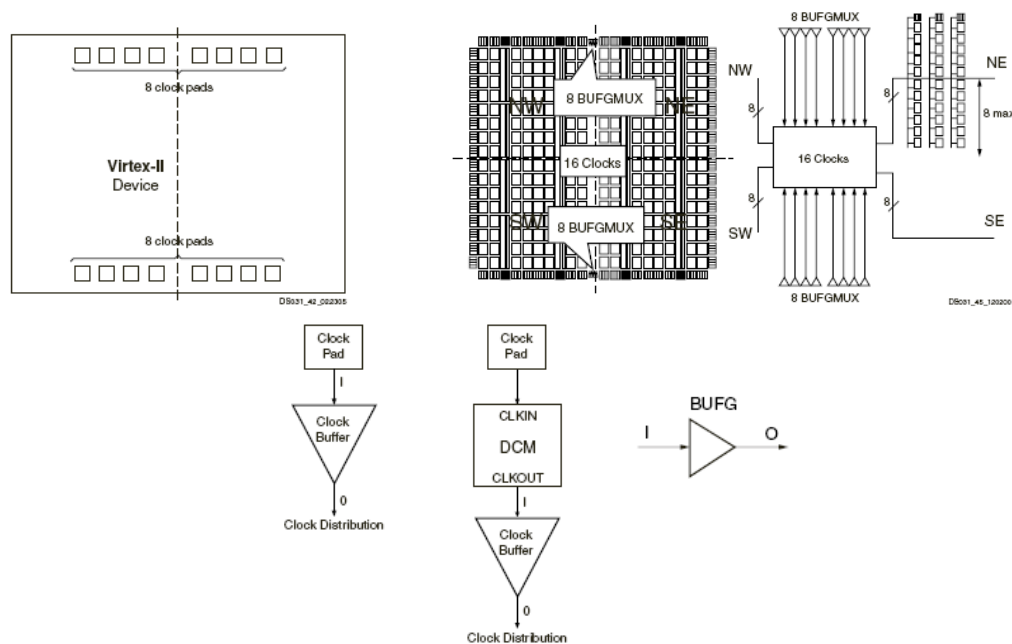 8 clock pads
Virtex-II
Device
8 clock pads
DS031_42_022305
NW
8 BUFGMUX
NE
16 Clocks
SW
8 BUFGMUX
SE
8 BUFGMUX
NW
NE
8
8
8 max
16 Clocks
8
8
SW
SE
8 BUFGMUX
DS031_45_120200
Clock
Pad
I
Clock
Buffer
0
Clock Distribution
Clock
Pad
CLKIN
DCM
CLKOUT
I
Clock
Buffer
0
Clock Distribution
BUFG
I
O